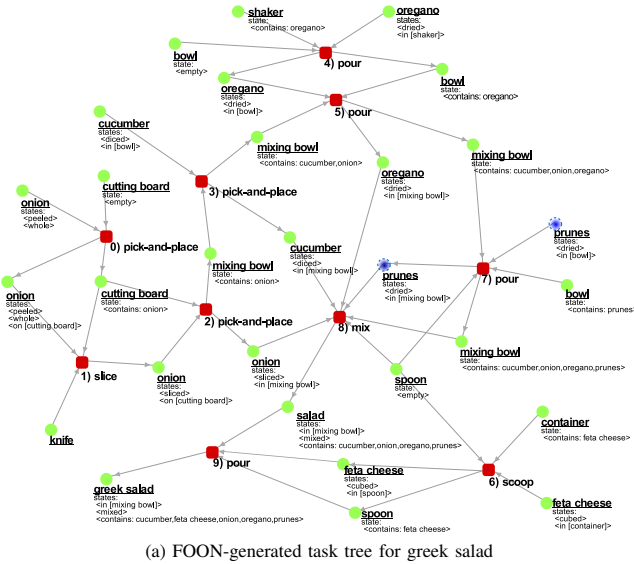 shaker
state:
<contains: oregano>
oregano
states:
<dried>
<in [shaker]>
bowl
state:
<empty>
4) pour
oregano
states:
<dried>
<in [bowl]>
bowl
state:
<contains: oregano>
5) pour
cucumber
states:
<diced>
<in [bowl]>
mixing bowl
state:
<contains: cucumber,onion>
mixing bowl
state:
<contains: cucumber,onion,oregano>
oregano
states:
<dried>
<in [mixing bowl]>
cutting board
state:
<empty>
3) pick-and-place
onion
states:
<peeled>
<whole>
0) pick-and-place
cucumber
states:
<diced>
<in [mixing bowl]>
prunes
states:
<dried>
<in [bowl]>
mixing bowl
state:
<contains: onion>
prunes
states:
<dried>
<in [mixing bowl]>
7) pour
onion
states:
<peeled>
<whole>
<on [cutting board]>
cutting board
state:
<contains: onion>
bowl
state:
<contains: prunes>
2) pick-and-place
8) mix
mixing bowl
state:
<contains: cucumber,onion,oregano,prunes>
1) slice
onion
states:
<sliced>
<on [cutting board]>
onion
states:
<sliced>
<in [mixing bowl]>
spoon
state:
<empty>
knife
salad
states:
<in [mixing bowl]>
<mixed>
<contains: cucumber,onion,oregano,prunes>
container
state:
<contains: feta cheese>
9) pour
feta cheese
states:
<cubed>
<in [spoon]>
6) scoop
greek salad
states:
<in [mixing bowl]>
<mixed>
<contains: cucumber,feta cheese,onion,oregano,prunes>
spoon
state:
<contains: feta cheese>
feta cheese
states:
<cubed>
<in [container]>
(a) FOON-generated task tree for greek salad